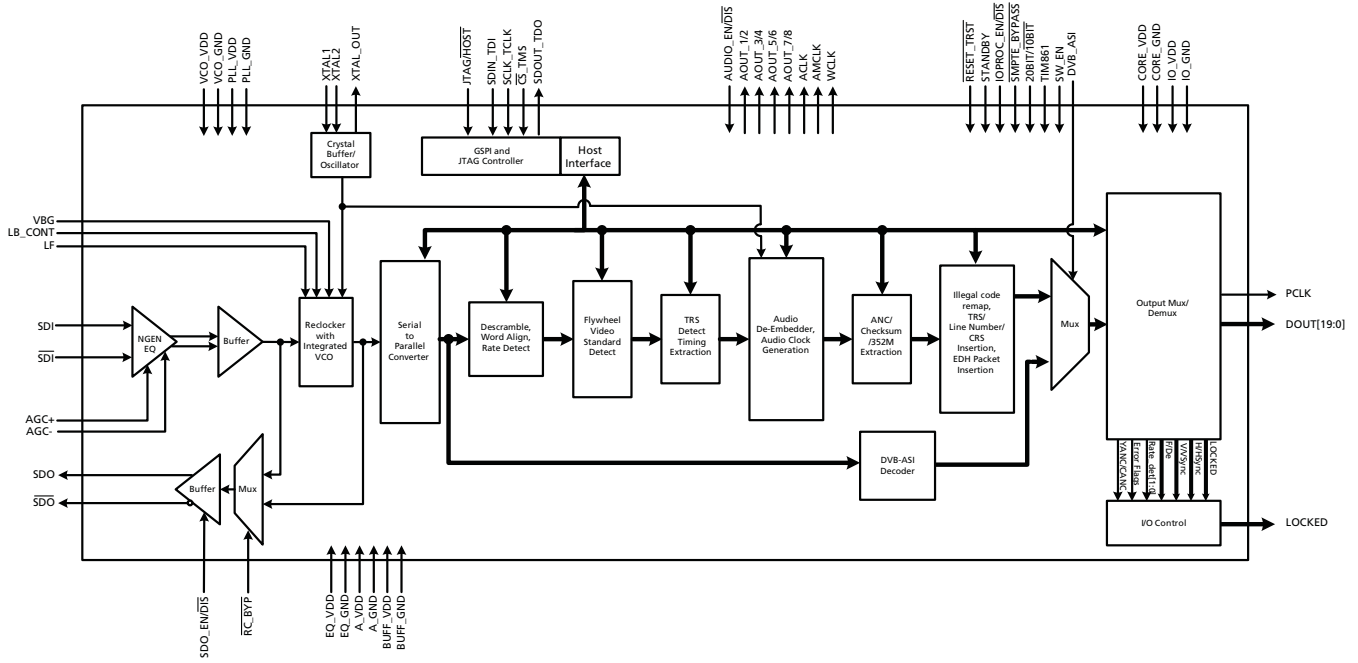 VCO_VDD
VCO_GND
PLL_VDD
PLL_GND
XTAL1
XTAL2
XTAL_OUT
JTAG/HOST
SDIN_TDI
SCLK_TCLK
CS_TMS
SDOUT_TDO
AUDIO_EN/DIS
AOUT_1/2
AOUT_3/4
AOUT_5/6
AOUT_7/8
ACLK
AMCLK
WCLK
RESET_TRST
STANDBY
IOPROC_EN/DIS
SMPTE_BYPASS
20BIT/10BIT
TIM861
SW_EN
DVB_ASI
CORE_VDD
CORE_GND
IO_VDD
IO_GND
Crystal
Buffer/
Oscillator
GSPI and
JTAG Controller
Host
Interface
VBG
LB_CONT
LF
SDI
SDI
AGC+
AGC-
SDO
SDO
NGEN
EQ
Buffer
Reclocker
with
Integrated
VCO
Serial
to
Parallel
Converter
Descramble,
Word Align,
Rate Detect
Flywheel
Video
Standard
Detect
TRS
Detect
Timing
Extraction
Audio
De-Embedder,
Audio Clock
Generation
ANC/
Checksum
/352M
Extraction
Illegal code
remap,
TRS/
Line Number/
CRS
Insertion,
EDH Packet
Insertion
Mux
Output Mux/
Demux
PCLK
DOUT[19:0]
Buffer
Mux
DVB-ASI
Decoder
YANC/CANC
Error Flags
Rate_det[1:0]
F/De
V/VSync
H/HSync
LOCKED
I/O Control
LOCKED
SDO_EN/DIS
RC_BYP
EQ_VDD
EQ_GND
A_VDD
A_GND
BUFF_VDD
BUFF_GND